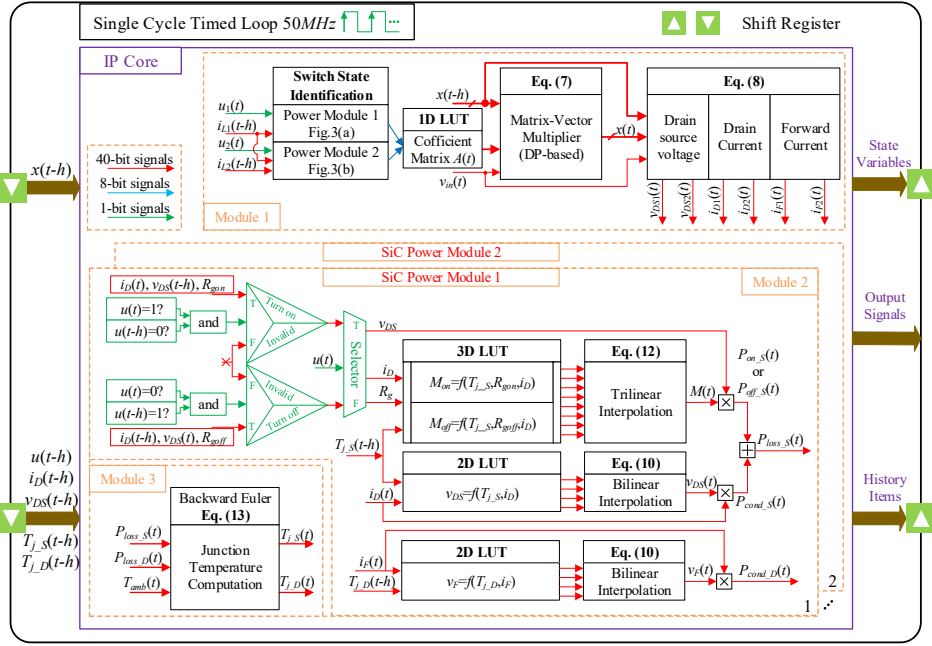 Single Cycle Timed Loop 50MHz
Shift Register
IP Core
Switch State
Identification
Power Module 1
Fig.3(a)
Power Module 2
Fig.3(b)
u1(t)
iL1(t-h)
u2(t)
iL2(t-h)
1D LUT
Cofficient
Matrix A(t)
x(t-h)
vin(t)
Eq. (7)
Matrix-Vector
Multiplier
(DP-based)
x(t)
Eq. (8)
Drain
source
voltage
Drain
Current
Forward
Current
vDS1(t)
vDS2(t)
iD1(t)
iD2(t)
iF1(t)
iF2(t)
40-bit signals
8-bit signals
1-bit signals
Module 1
x(t-h)
State
Variables
SiC Power Module 2
SiC Power Module 1
Module 2
iD(t), vDS(t-h), Rgon
u(t)=1?
u(t-h)=0?
and
T
Turn on
Invalid
F
u(t)=0?
u(t-h)=1?
and
F
Invalid
Turn off
T
iD(t-h), vDS(t), Rgoff
u(t)
T
Selector
F
vDS
iD
Rg
Tj_S(t-h)
iD(t)
3D LUT
Mon=f(Tj_S,Rgon,iD)
Moff=f(Tj_S,Rgoff,iD)
Eq. (12)
Trilinear
Interpolation
M(t)
Pon_S(t)
or
Poff_S(t)
Ploss_S(t)
2D LUT
vDS=f(Tj_S,iD)
Eq. (10)
Bilinear
Interpolation
vDS(t)
Pcond_S(t)
iF(t)
Tj_D(t-h)
2D LUT
vF=f(Tj_D,iF)
Eq. (10)
Bilinear
Interpolation
vF(t)
Pcond_D(t)
Output
Signals
u(t-h)
iD(t-h)
vDS(t-h)
Tj_S(t-h)
Tj_D(t-h)
Module 3
Backward Euler
Eq. (13)
Junction
Temperature
Computation
Ploss_S(t)
Ploss_D(t)
Tamb(t)
Tj_S(t)
Tj_D(t)
History
Items
1
2